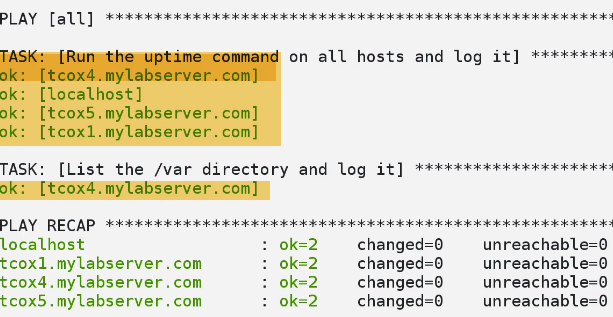 PLAY [all] *****************************************************
TASK: [Run the uptime command on all hosts and log it] *********
ok: [tcox4.mylabserver.com]
ok: [localhost]
ok: [tcox5.mylabserver.com]
ok: [tcox1.mylabserver.com]
TASK: [List the /var directory and log it] *********************
ok: [tcox4.mylabserver.com]
PLAY RECAP *****************************************************
localhost : ok=2 changed=0 unreachable=0
tcox1.mylabserver.com : ok=2 changed=0 unreachable=0
tcox4.mylabserver.com : ok=2 changed=0 unreachable=0
tcox5.mylabserver.com : ok=2 changed=0 unreachable=0